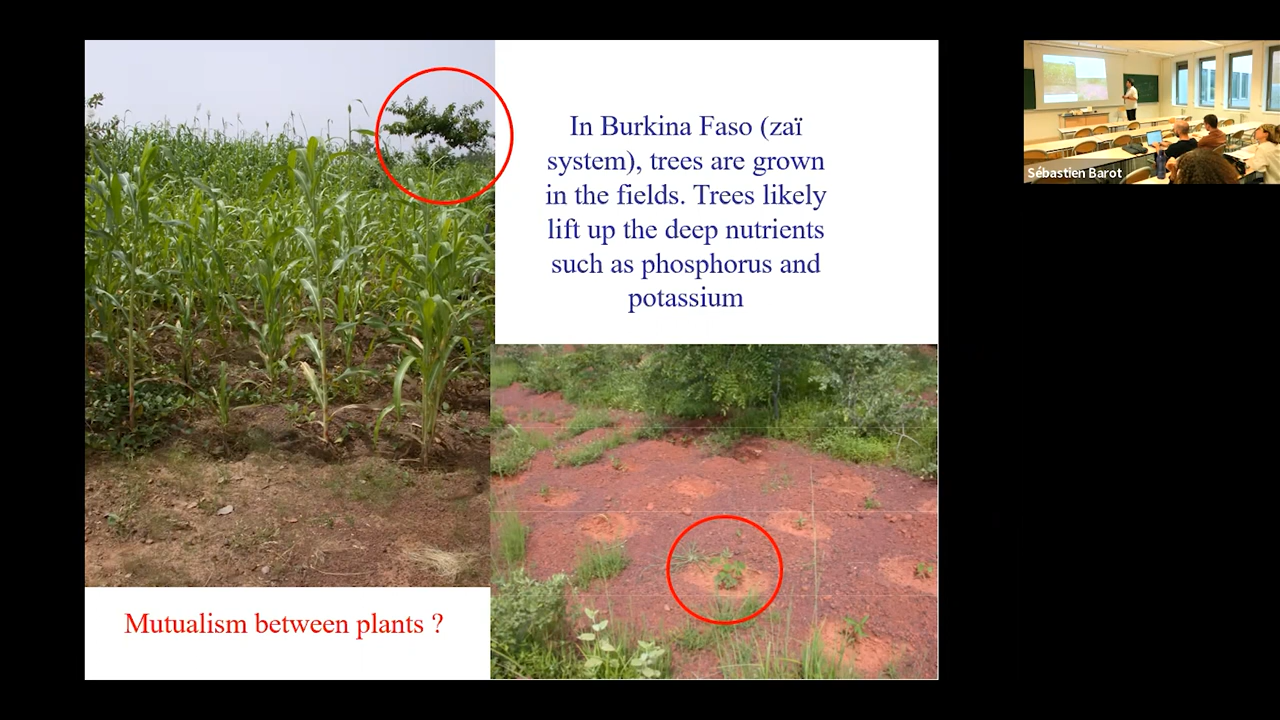 In Burkina Faso (zaï
system), trees are grown
in the fields. Trees likely
lift up the deep nutrients
such as phosphorus and
potassium
Mutualism between plants ?
Sébastien Barot